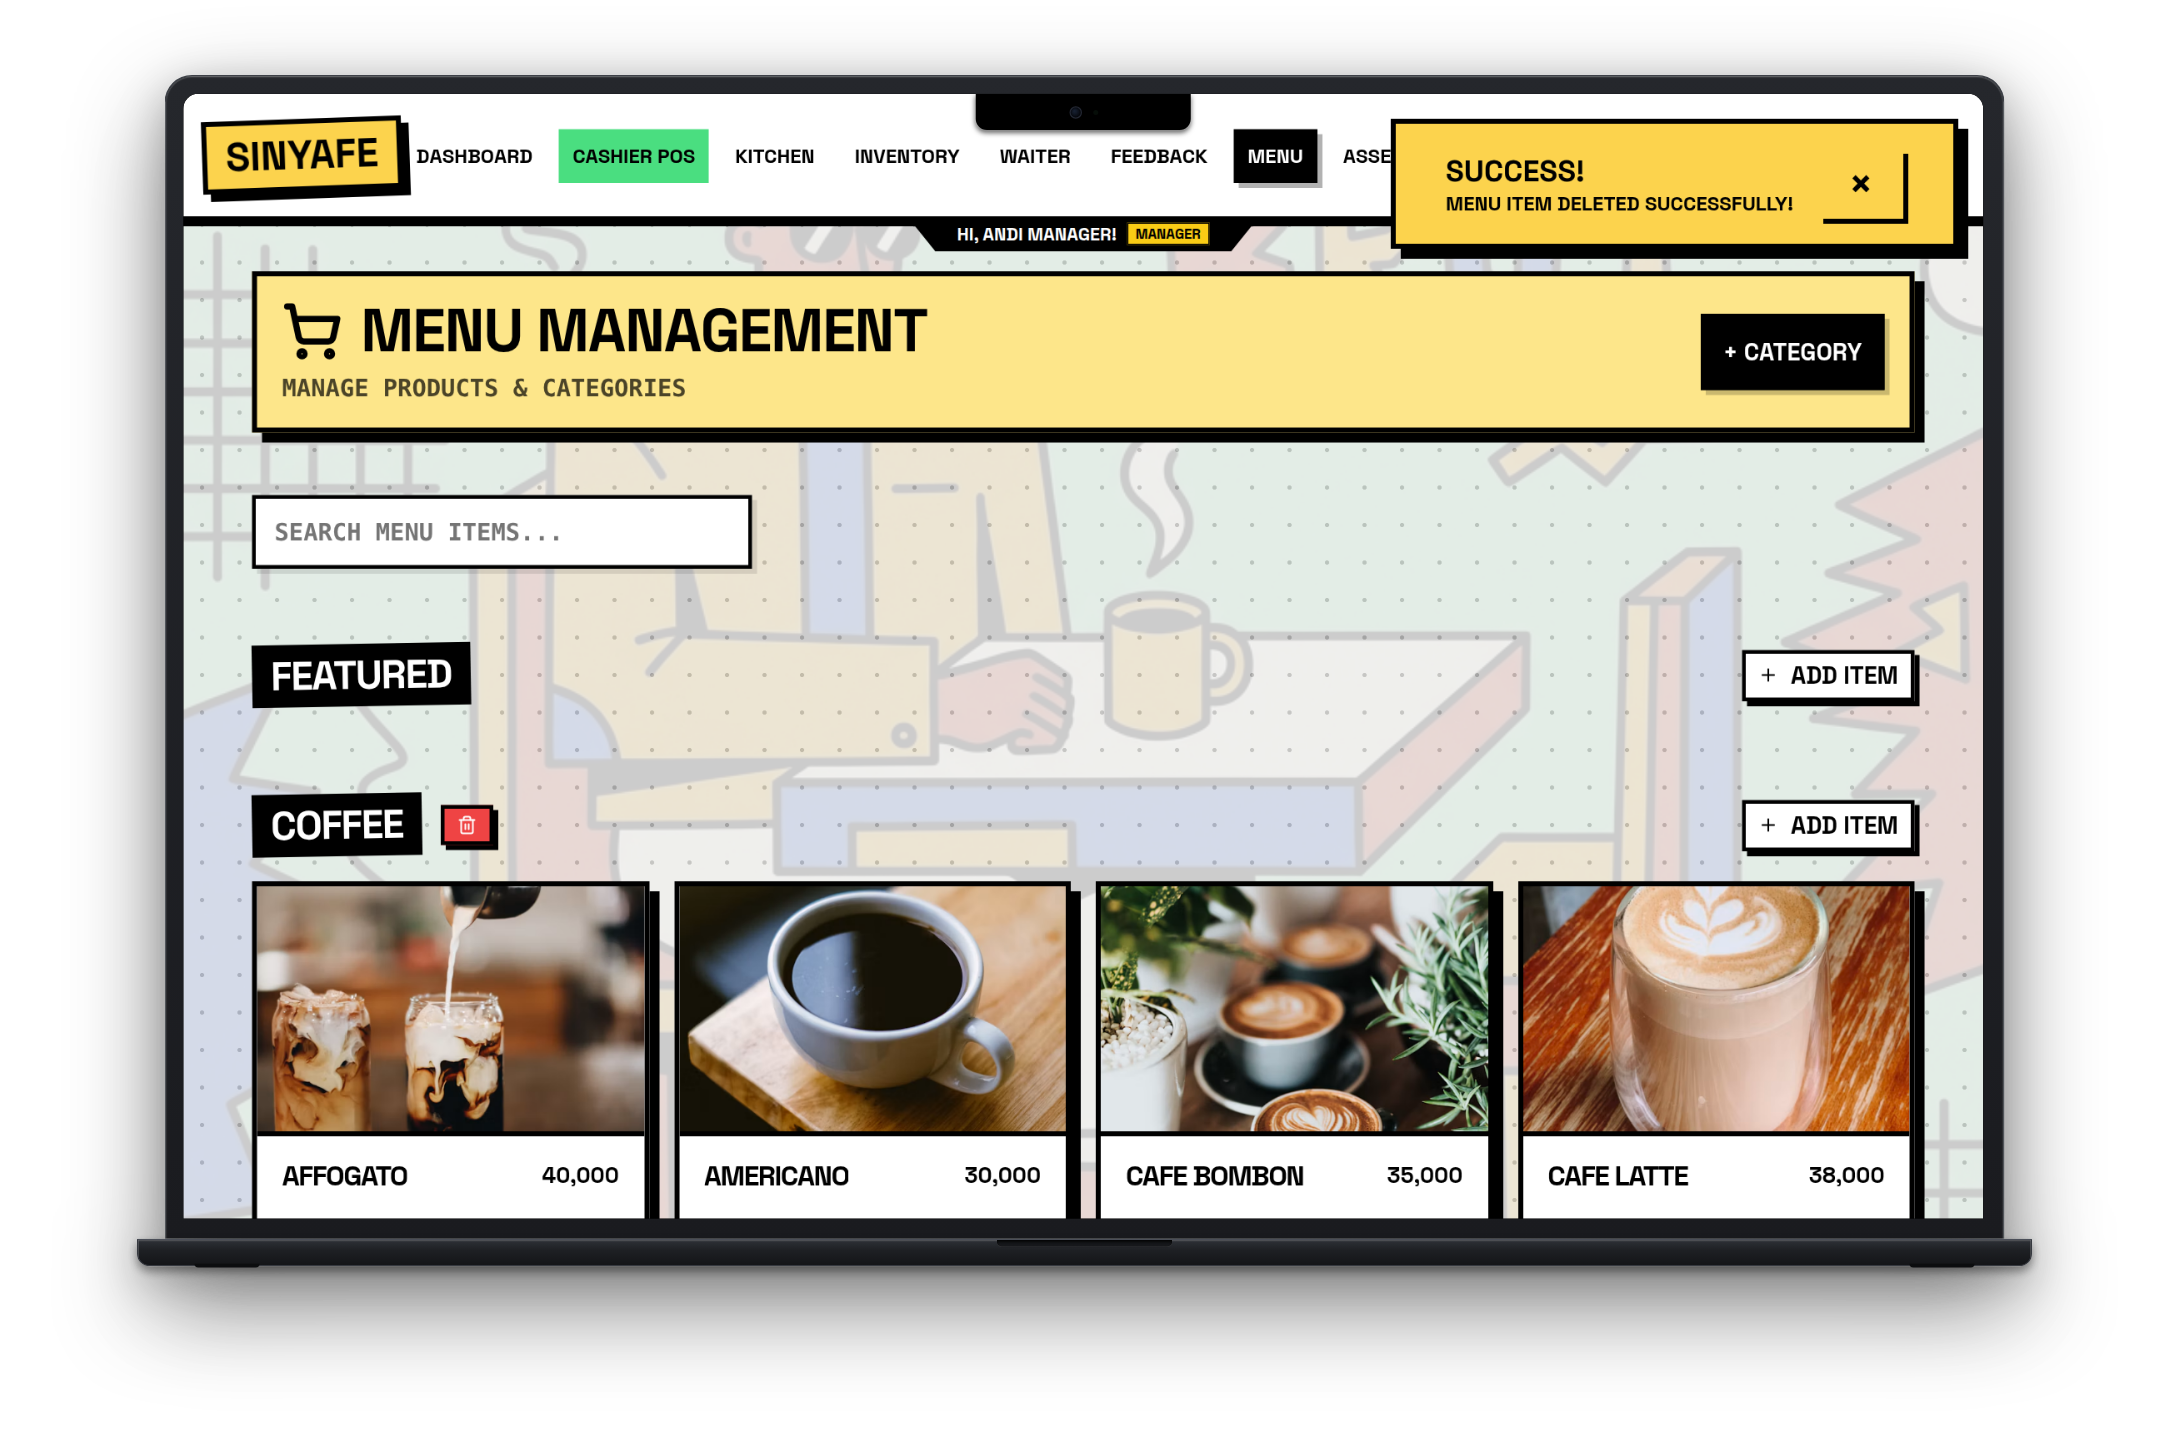 SINYAFE
DASHBOARD CASHIER POS KITCHEN INVENTORY WAITER FEEDBACK MENU ASSE
SUCCESS!
MENU ITEM DELETED SUCCESSFULLY!
HI, ANDI MANAGER! MANAGER
MENU MANAGEMENT
MANAGE PRODUCTS & CATEGORIES
+ CATEGORY
SEARCH MENU ITEMS...
FEATURED
+ ADD ITEM
COFFEE
+ ADD ITEM
AFFOGATO 40,000
AMERICANO 30,000
CAFE BOMBON 35,000
CAFE LATTE 38,000